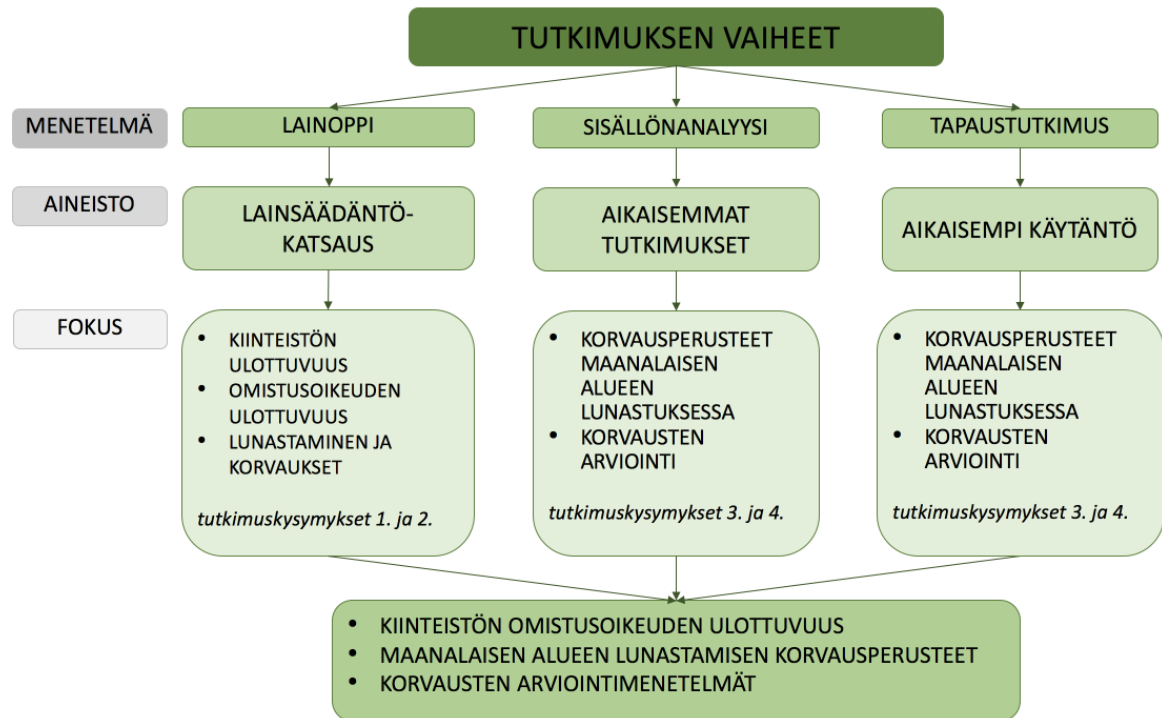 TUTKIMUKSEN VAIHEET
MENETELMÄ
LAINOPPI
SISÄLLÖNANALYYSI
TAPAUSTUTKIMUS
AINEISTO
LAINSÄÄDÄNTÖ-
KATSAUS
AIKAISEMMAT
TUTKIMUKSET
AIKAISEMPI KÄYTÄNTÖ
FOKUS
• KIINTEISTÖN
ULOTTUVUUS
• OMISTUSOIKEUDEN
ULOTTUVUUS
• LUNASTAMINEN JA
KORVAUKSET
tutkimuskysymykset 1. ja 2.
• KORVAUSPERUSTEET
MAANALAISEN
ALUEEN
LUNASTUKSESSA
• KORVAUSTEN
ARVIOINTI
tutkimuskysymykset 3. ja 4.
• KORVAUSPERUSTEET
MAANALAISEN
ALUEEN
LUNASTUKSESSA
• KORVAUSTEN
ARVIOINTI
tutkimuskysymykset 3. ja 4.
• KIINTEISTÖN OMISTUSOIKEUDEN ULOTTUVUUS
• MAANALAISEN ALUEEN LUNASTAMISEN KORVAUSPERUSTEET
• KORVAUSTEN ARVIOINTIMENETELMÄT